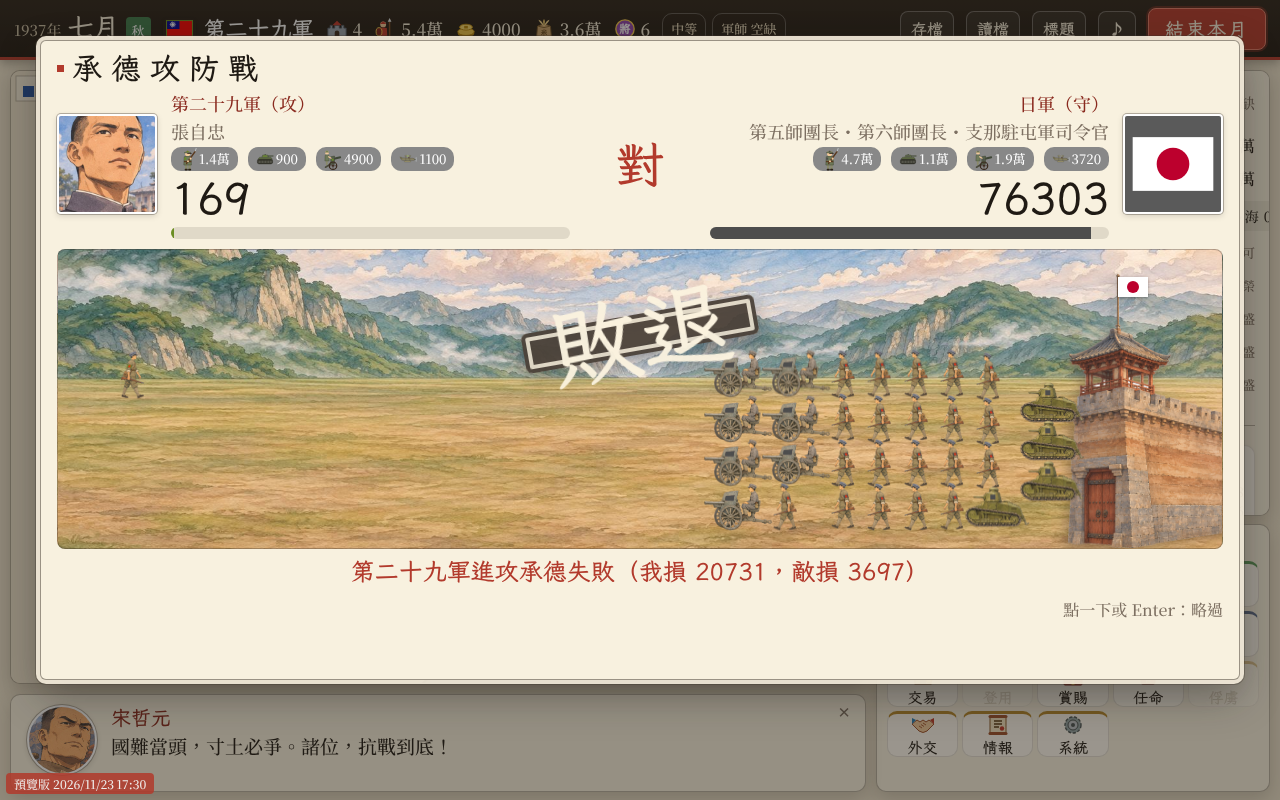 1937年 七月 秋 第二十九軍 4 5.4萬 4000 3.6萬 將 6 中等 軍師 空缺 存檔 讀檔 標題 ♪ 結束本月
承德攻防戰
第二十九軍（攻）
張自忠
1.4萬 900 4900 1100
169
對
日軍（守）
第五師團長・第六師團長・支那駐屯軍司令官
4.7萬 1.1萬 1.9萬 3720
76303
敗退
第二十九軍進攻承德失敗（我損 20731，敵損 3697）
點一下或 Enter：略過
宋哲元
國難當頭，寸土必爭。諸位，抗戰到底！
交易 登用 賞賜 任命 俘虜
外交 情報 系統
預覽版 2026/11/23 17:30